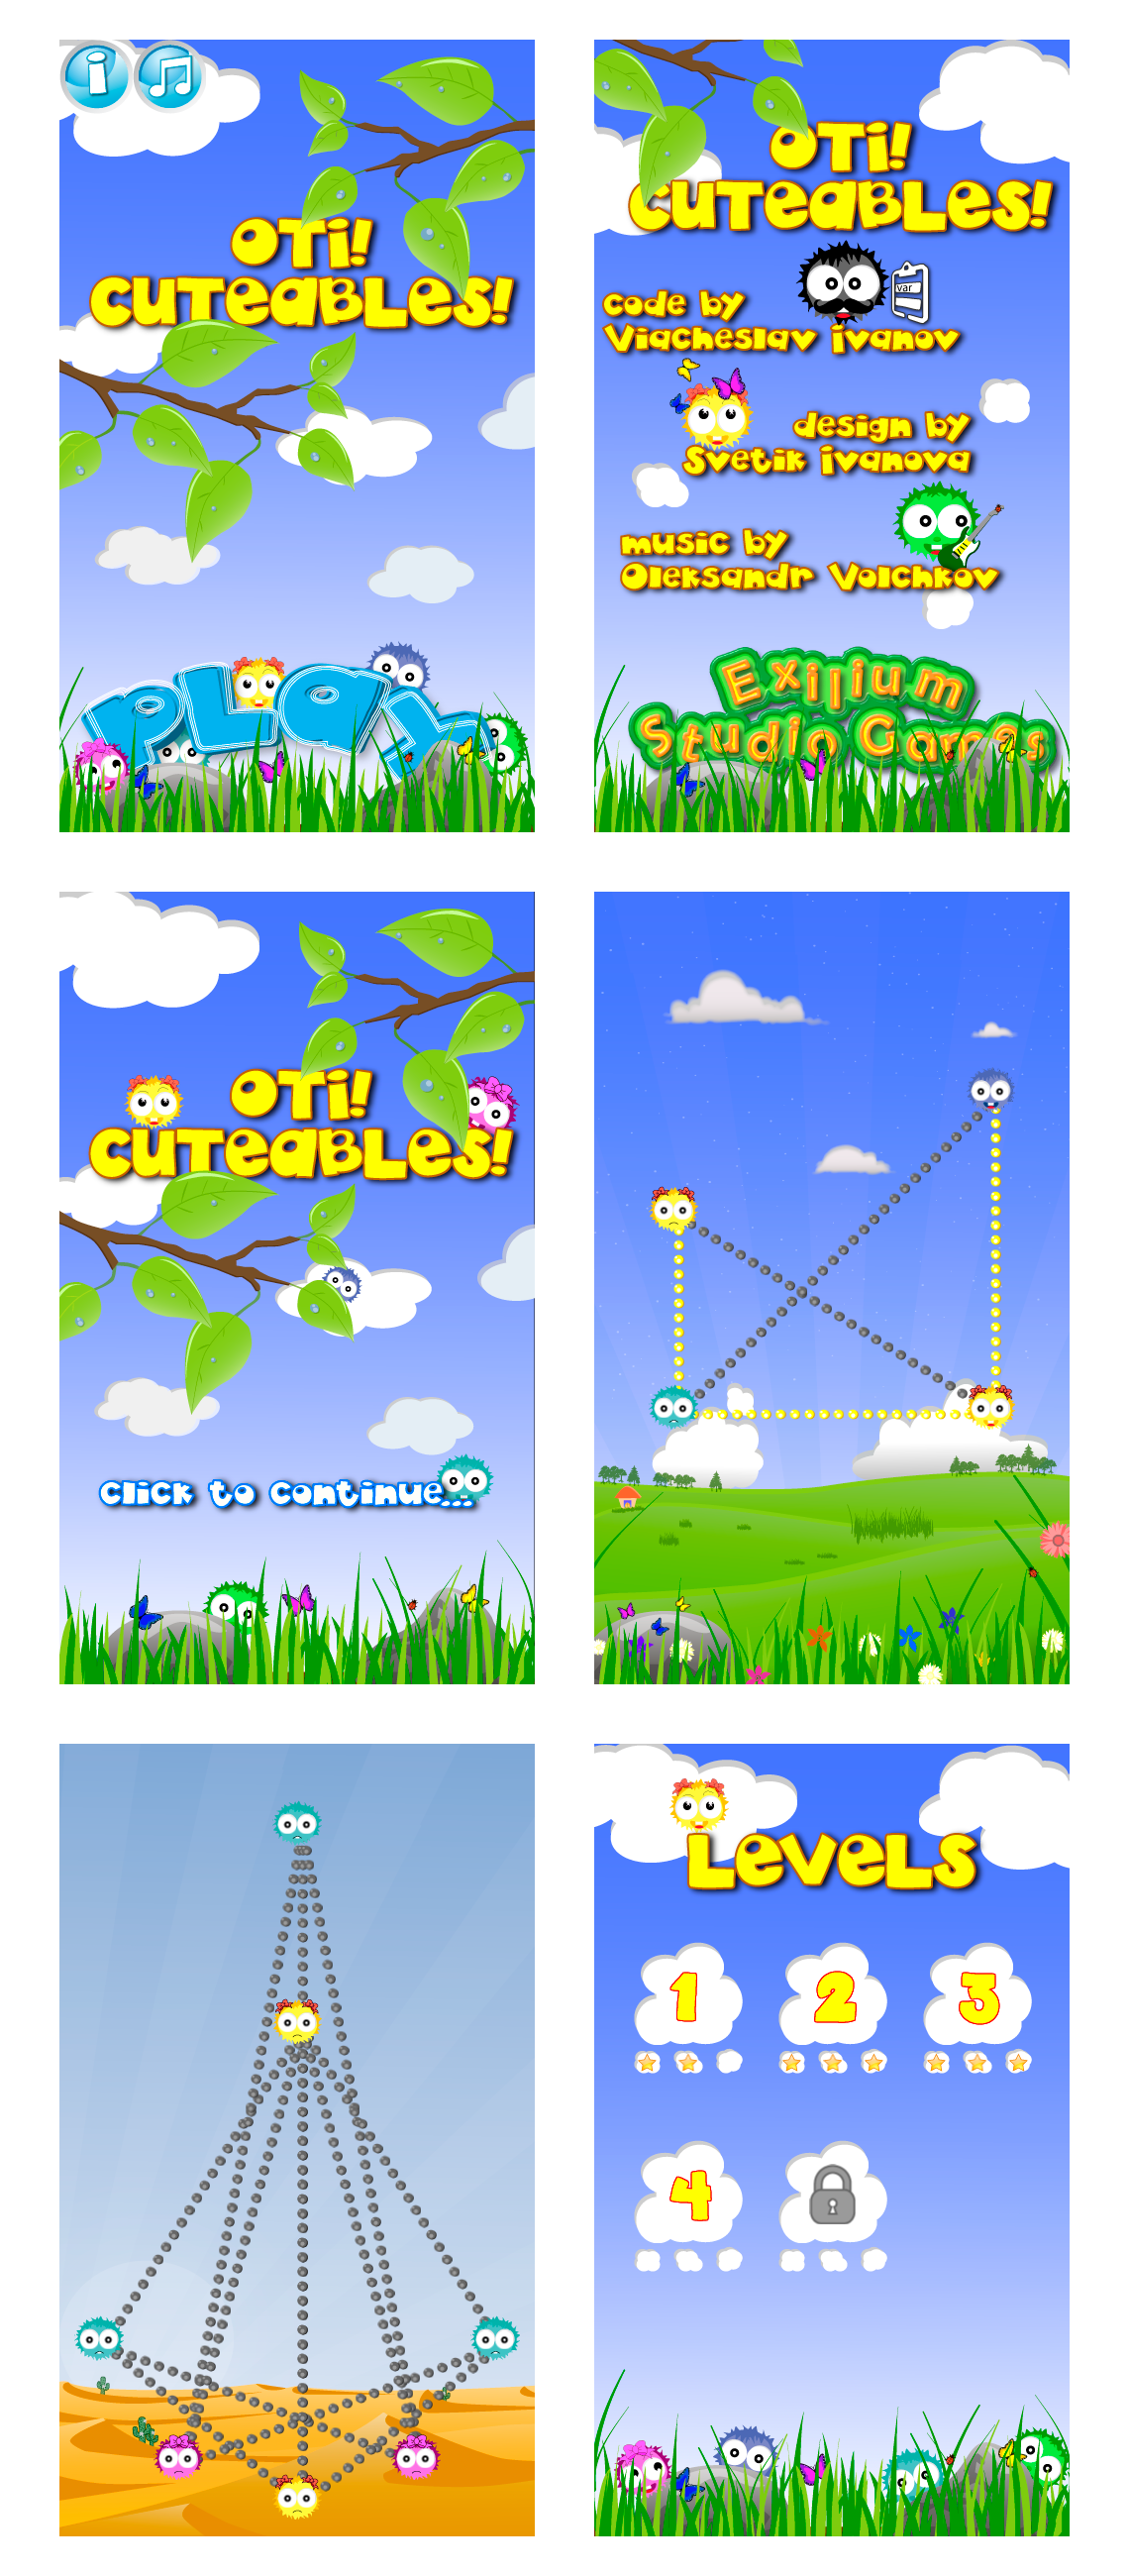 i
OTi!
CUTeaBLes!
PLay
OTi!
CUTeaBLes!
var
code by
Viacheslav Ivanov
design by
Svetik Ivanova
music by
Oleksandr Volchkov
Exilium
Studio Games
OTi!
CUTeaBLes!
Click to continue...
LeveLs
1
2
3
4